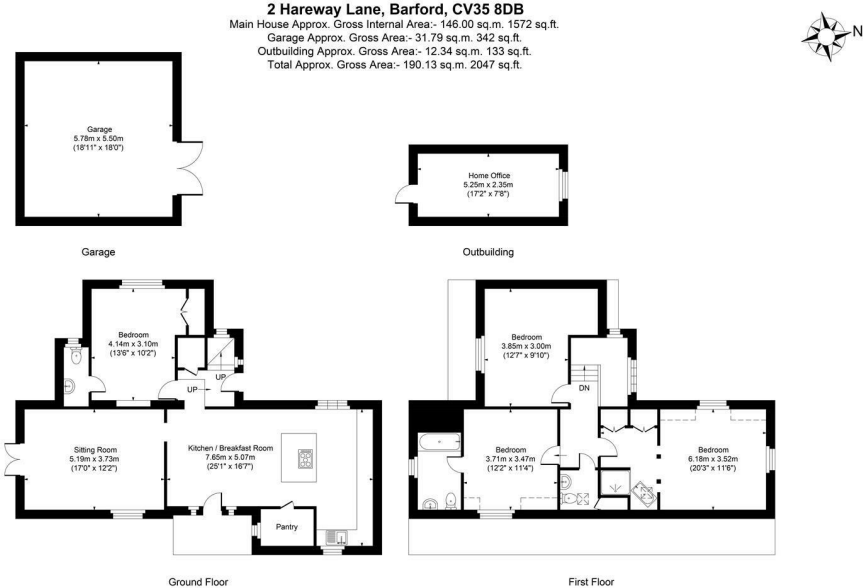 2 Hareway Lane, Barford, CV35 8DB
Main House Approx. Gross Internal Area:- 146.00 sq.m. 1572 sq.ft.
Garage Approx. Gross Area:- 31.79 sq.m. 342 sq.ft.
Outbuilding Approx. Gross Area:- 12.34 sq.m. 133 sq.ft.
Total Approx. Gross Area:- 190.13 sq.m. 2047 sq.ft.
N
Garage
5.78m x 5.50m
(18'11" x 18'0")
Garage
Home Office
5.25m x 2.35m
(17'2" x 7'8")
Outbuilding
Bedroom
4.14m x 3.10m
(13'6" x 10'2")
UP
UP
Sitting Room
5.19m x 3.73m
(17'0" x 12'2")
Kitchen / Breakfast Room
7.65m x 5.07m
(25'1" x 16'7")
Pantry
Ground Floor
Bedroom
3.85m x 3.00m
(12'7" x 9'10")
DN
Bedroom
3.71m x 3.47m
(12'2" x 11'4")
Bedroom
6.18m x 3.52m
(20'3" x 11'6")
First Floor